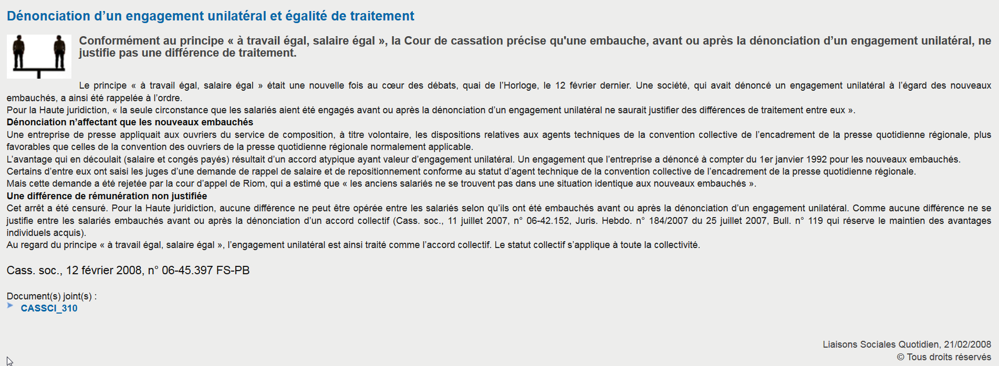 Dénonciation d’un engagement unilatéral et égalité de traitement
Conformément au principe « à travail égal, salaire égal », la Cour de cassation précise qu'une embauche, avant ou après la dénonciation d’un engagement unilatéral, ne
justifie pas une différence de traitement.
Le principe « à travail égal, salaire égal » était une nouvelle fois au cœur des débats, quai de l’Horloge, le 12 février dernier. Une société, qui avait dénoncé un engagement unilatéral à l’égard des nouveaux
embauchés, a ainsi été rappelée à l’ordre.
Pour la Haute juridiction, « la seule circonstance que les salariés aient été engagés avant ou après la dénonciation d’un engagement unilatéral ne saurait justifier des différences de traitement entre eux ».
Dénonciation n’affectant que les nouveaux embauchés
Une entreprise de presse appliquait aux ouvriers du service de composition, à titre volontaire, les dispositions relatives aux agents techniques de la convention collective de l’encadrement de la presse quotidienne régionale, plus
favorables que celles de la convention des ouvriers de la presse quotidienne régionale normalement applicable.
L’avantage qui en découlait (salaire et congés payés) résultait d’un accord atypique ayant valeur d’engagement unilatéral. Un engagement que l’entreprise a dénoncé à compter du 1er janvier 1992 pour les nouveaux embauchés.
Certains d’entre eux ont saisi les juges d’une demande de rappel de salaire et de repositionnement conforme au statut d’agent technique de la convention collective de l’encadrement de la presse quotidienne régionale.
Mais cette demande a été rejetée par la cour d’appel de Riom, qui a estimé que « les anciens salariés ne se trouvent pas dans une situation identique aux nouveaux embauchés ».
Une différence de rémunération non justifiée
Cet arrêt a été censuré. Pour la Haute juridiction, aucune différence ne peut être opérée entre les salariés selon qu’ils ont été embauchés avant ou après la dénonciation d’un engagement unilatéral. Comme aucune différence ne se
justifie entre les salariés embauchés avant ou après la dénonciation d’un accord collectif (Cass. soc., 11 juillet 2007, n° 06-42.152, Juris. Hebdo. n° 184/2007 du 25 juillet 2007, Bull. n° 119 qui réserve le maintien des avantages
individuels acquis).
Au regard du principe « à travail égal, salaire égal », l’engagement unilatéral est ainsi traité comme l’accord collectif. Le statut collectif s’applique à toute la collectivité.
Cass. soc., 12 février 2008, n° 06-45.397 FS-PB
Document(s) joint(s) :
CASSCI_310
Liaisons Sociales Quotidien, 21/02/2008
© Tous droits réservés